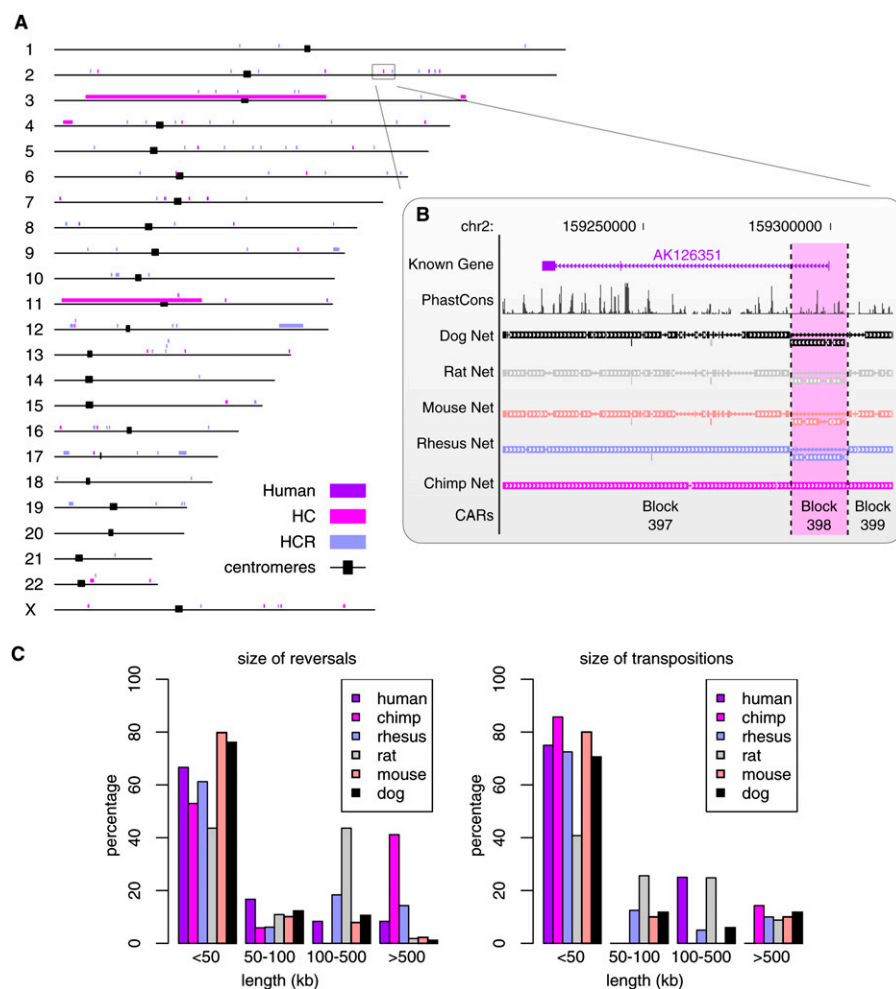 A
1
2
3
4
5
6
7
8
9
10
11
12
13
14
15
16
17
18
19
20
21
22
X
Human
HC
HCR
centromeres
B
chr2: 159250000 159300000
Known Gene AK126351
PhastCons
Dog Net
Rat Net
Mouse Net
Rhesus Net
Chimp Net
CARs Block 397 Block 398 Block 399
C
size of reversals
percentage
0 20 40 60 80 100
human
chimp
rhesus
rat
mouse
dog
<50 50-100 100-500 >500
length (kb)
size of transpositions
percentage
0 20 40 60 80 100
human
chimp
rhesus
rat
mouse
dog
<50 50-100 100-500 >500
length (kb)